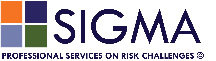 SIGMA
PROFESSIONAL SERVICES ON RISK CHALLENGES ©